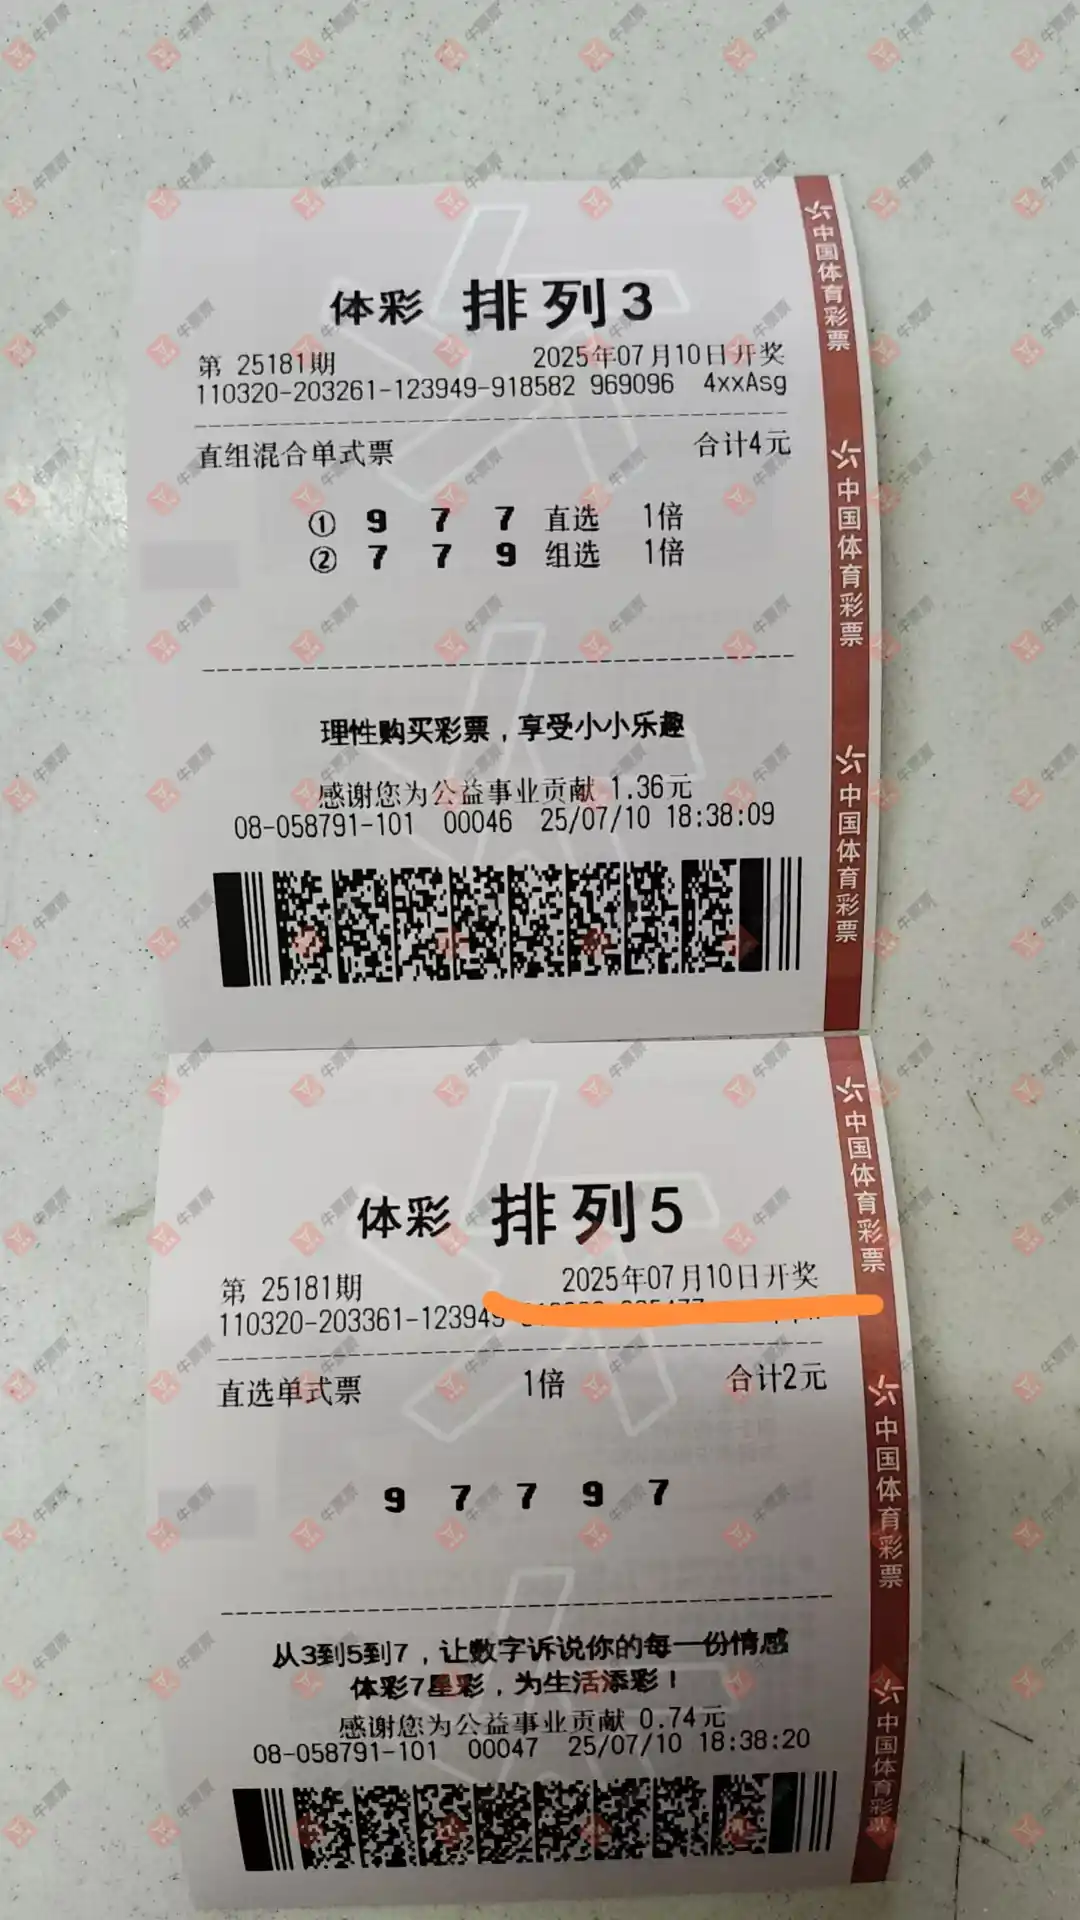 体彩 排列3
第 25181期 2025年07月10日开奖
110320-203261-123949-918582 969096 4xxAsg
直组混合单式票 合计4元
① 9 7 7 直选 1倍
② 7 7 9 组选 1倍
理性购买彩票，享受小小乐趣
感谢您为公益事业贡献 1.36元
08-058791-101 00046 25/07/10 18:38:09
中国体育彩票
中国体育彩票
中国体育彩票
体彩 排列5
第 25181期 2025年07月10日开奖
110320-203361-123949
直选单式票 1倍 合计2元
9 7 7 9 7
从3到5到7，让数字诉说你的每一份情感
体彩7星彩，为生活添彩！
感谢您为公益事业贡献 0.74元
08-058791-101 00047 25/07/10 18:38:20
中国体育彩票
中国体育彩票
中国体育彩票
牛票票